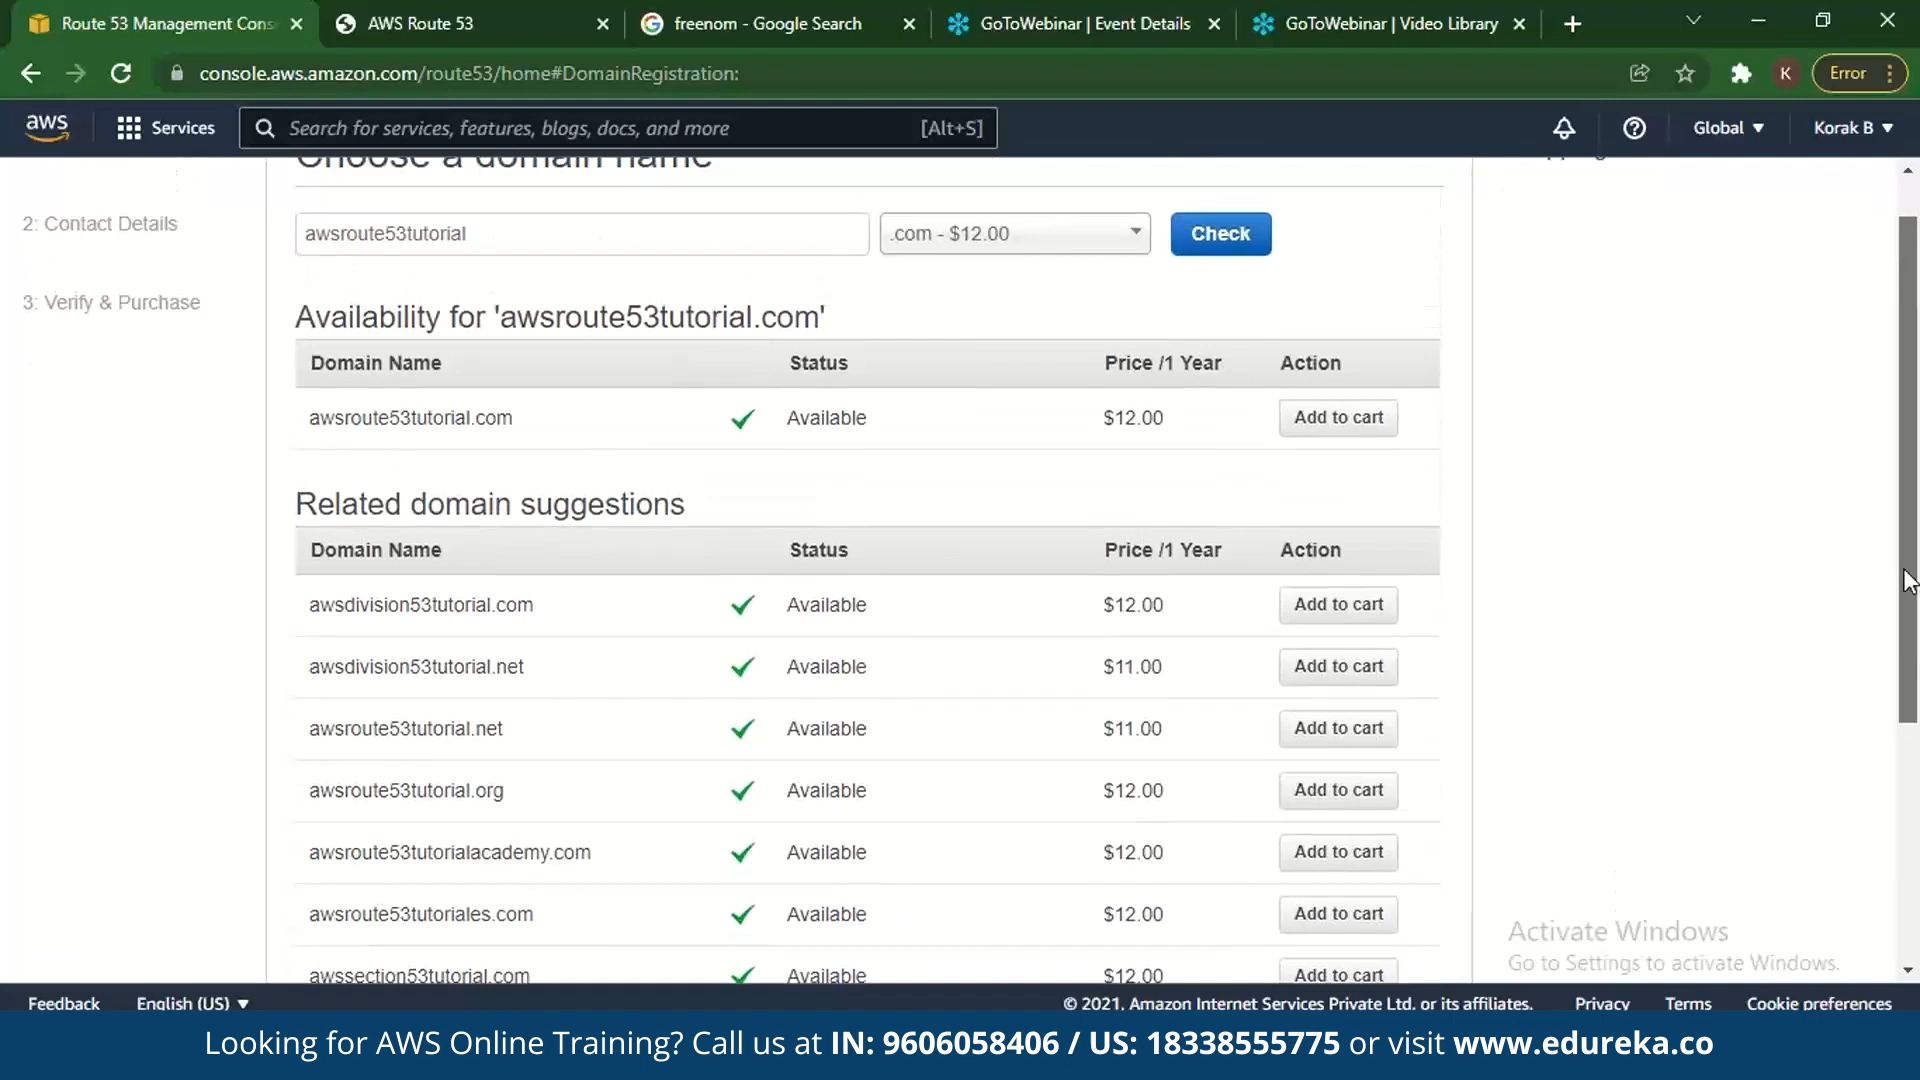 Route 53 Management Cons
AWS Route 53
freenom - Google Search
GoToWebinar | Event Details
GoToWebinar | Video Library
console.aws.amazon.com/route53/home#DomainRegistration:
K
Error
aws
Services
Search for services, features, blogs, docs, and more
[Alt+S]
Global
Korak B
Choose a domain name
2: Contact Details
3: Verify & Purchase
awsroute53tutorial
.com - $12.00
Check
Availability for 'awsroute53tutorial.com'
Domain Name Status Price /1 Year Action
awsroute53tutorial.com Available $12.00 Add to cart
Related domain suggestions
Domain Name Status Price /1 Year Action
awsdivision53tutorial.com Available $12.00 Add to cart
awsdivision53tutorial.net Available $11.00 Add to cart
awsroute53tutorial.net Available $11.00 Add to cart
awsroute53tutorial.org Available $12.00 Add to cart
awsroute53tutorialacademy.com Available $12.00 Add to cart
awsroute53tutoriales.com Available $12.00 Add to cart
awssection53tutorial.com Available $12.00 Add to cart
Activate Windows
Go to Settings to activate Windows.
Feedback
English (US)
© 2021, Amazon Internet Services Private Ltd. or its affiliates.
Privacy
Terms
Cookie preferences
Looking for AWS Online Training? Call us at IN: 9606058406 / US: 18338555775 or visit www.edureka.co